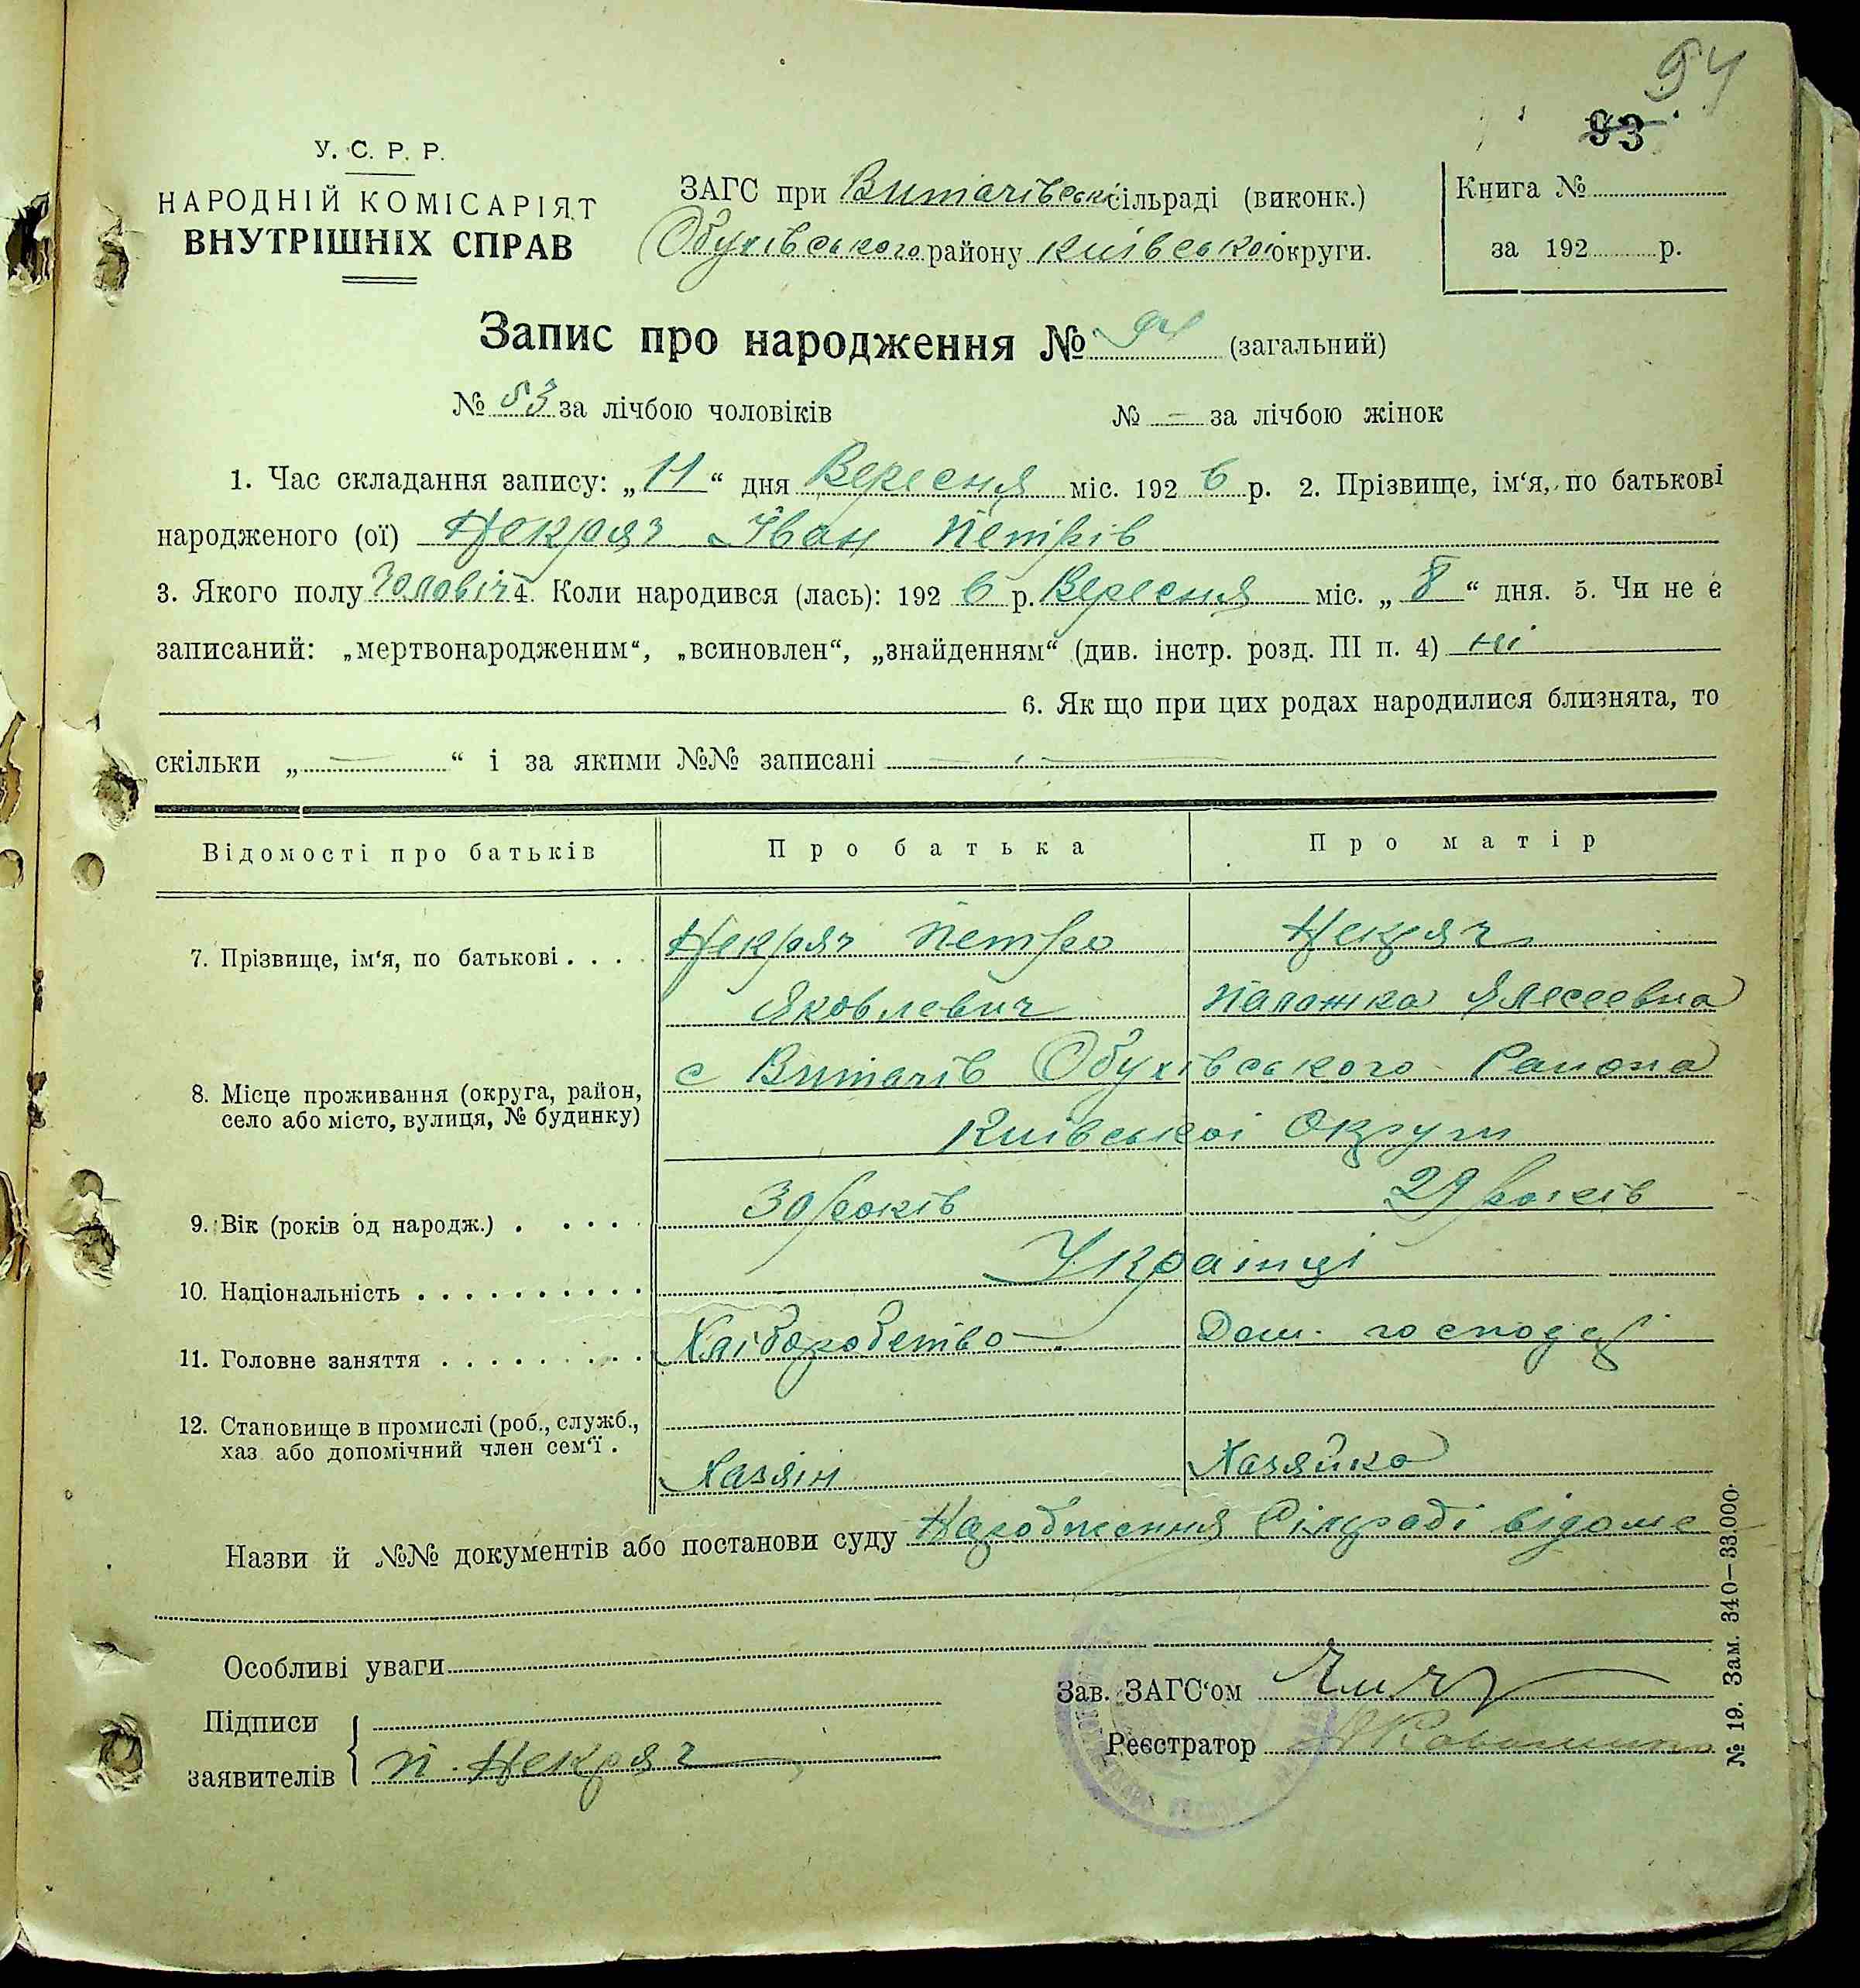 94
93
У. С. Р. Р.
НАРОДНІЙ КОМІСАРІЯТ
ВНУТРІШНІХ СПРАВ
ЗАГС при Витачівськ. сільраді (виконк.)
Обухівського району Київської округи.
Книга №
за 192 р.
Запис про народження № 94 (загальний)
№ 53 за лічбою чоловіків № — за лічбою жінок
1. Час складання запису: „11“ дня Вересня міс. 1926 р. 2. Прізвище, ім‘я, по батькові
народженого (ої) Некряч Іван Петрів
3. Якого полу Чоловіч 4. Коли народився (лась): 1926 р. Вересня міс. „8“ дня. 5. Чи не є
записаний: „мертвонародженим“, „всиновлен“, „знайденням“ (див. інстр. розд. III п. 4) ні
6. Як що при цих родах народилися близнята, то
скільки „—“ і за якими №№ записані —
Відомості про батьків Про батька Про матір
7. Прізвище, ім‘я, по батькові . . . . Некряч Петро Некряч
Яковлевич Палажка Алесеевна
8. Місце проживання (округа, район, село або місто, вулиця, № будинку) с Витачів Обухівського Района
Київської Округи
9. Вік (років од народж.) . . . . . 30 років 29 років
10. Національність . . . . . . . . . . Українці
11. Головне заняття . . . . . . . . . Хліборобство Дом. господ
12. Становище в промислі (роб., служб.,
хаз. або допомічний член сем‘ї . Хазяїн Хазяйка
Назви й №№ документів або постанови суду Народження Сільраді відоме
Особливі уваги
Підписи
заявителів П. Некряч
Зав. ЗАГС‘ом
Реєстратор
№ 19. Зам. 340—33.000.